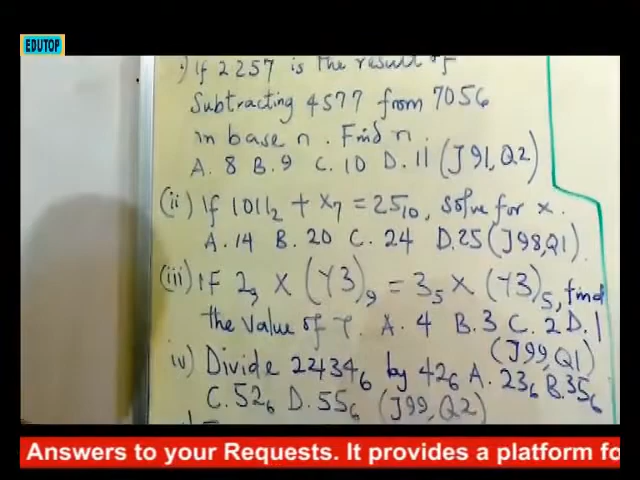 EDUTOP
i) If 2257 is the result of
Subtracting 4577 from 7056
in base n. Find n.
A. 8 B. 9 C. 10 D. 11 (J91, Q2)
(ii) If 1011₂ + x₇ = 25₁₀, solve for x.
A. 14 B. 20 C. 24 D. 25 (J98, Q1)
(iii) If 2₉ × (Y3)₉ = 3₅ × (Y3)₅, find
the value of Y. A. 4 B. 3 C. 2 D. 1
(J99, Q1)
iv) Divide 22434₆ by 42₆ A. 23₆ B. 35₆
C. 52₆ D. 55₆ (J99, Q2)
Answers to your Requests. It provides a platform fo